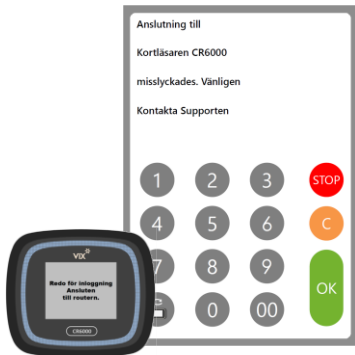 Anslutning till
Kortläsaren CR6000
misslyckades. Vänligen
Kontakta Supporten
1 2 3 STOP
4 5 6 C
7 8 9 OK
0 00
VIX
Redo för inloggning
Ansluten
till routern.
CR6000